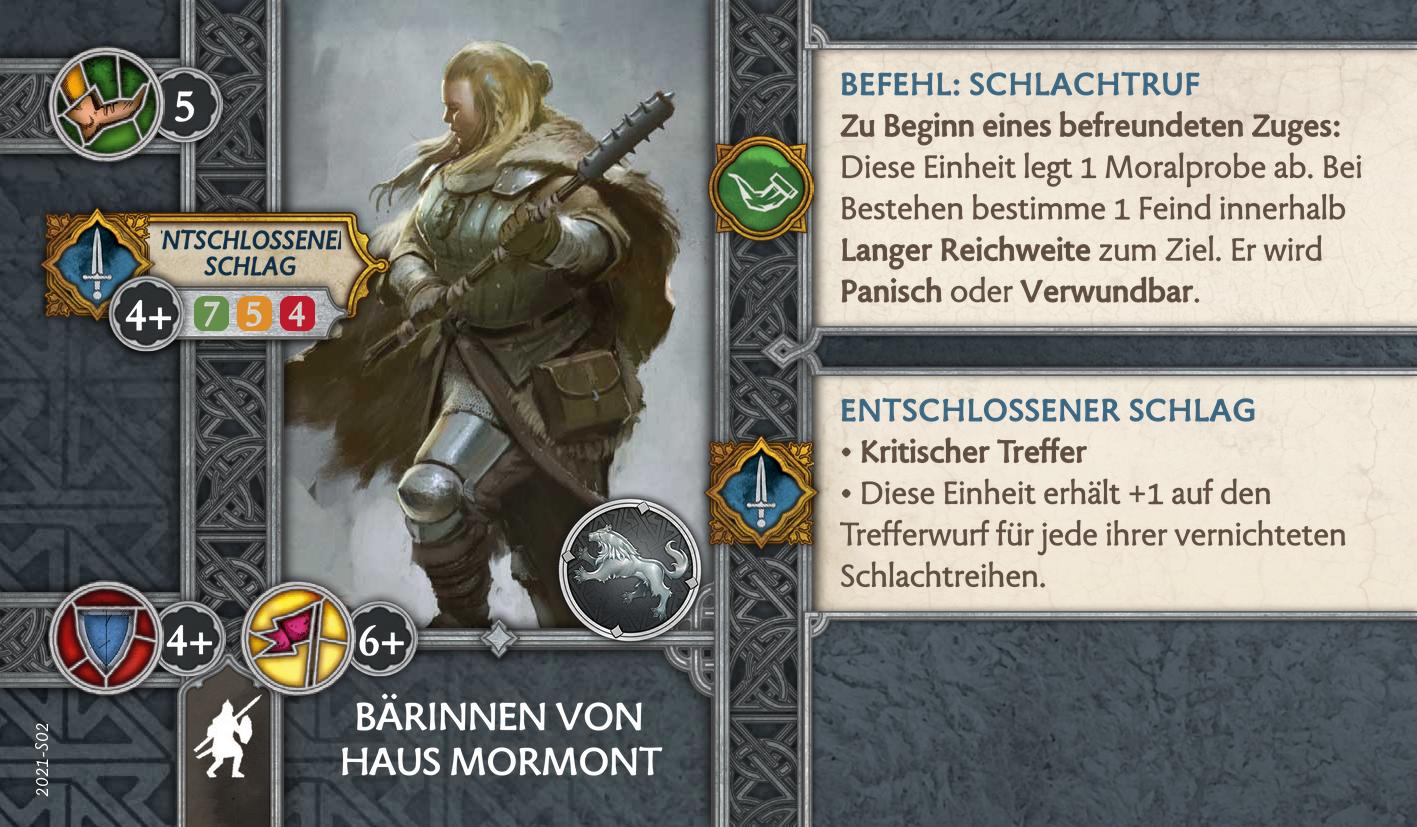 5
'NTSCHLOSSENE
SCHLAG
4+
7 5 4
4+
6+
BÄRINNEN VON
HAUS MORMONT
2021-S02
BEFEHL: SCHLACHTRUF
Zu Beginn eines befreundeten Zuges:
Diese Einheit legt 1 Moralprobe ab. Bei
Bestehen bestimme 1 Feind innerhalb
Langer Reichweite zum Ziel. Er wird
Panisch oder Verwundbar.
ENTSCHLOSSENER SCHLAG
• Kritischer Treffer
• Diese Einheit erhält +1 auf den
Trefferwurf für jede ihrer vernichteten
Schlachtreihen.